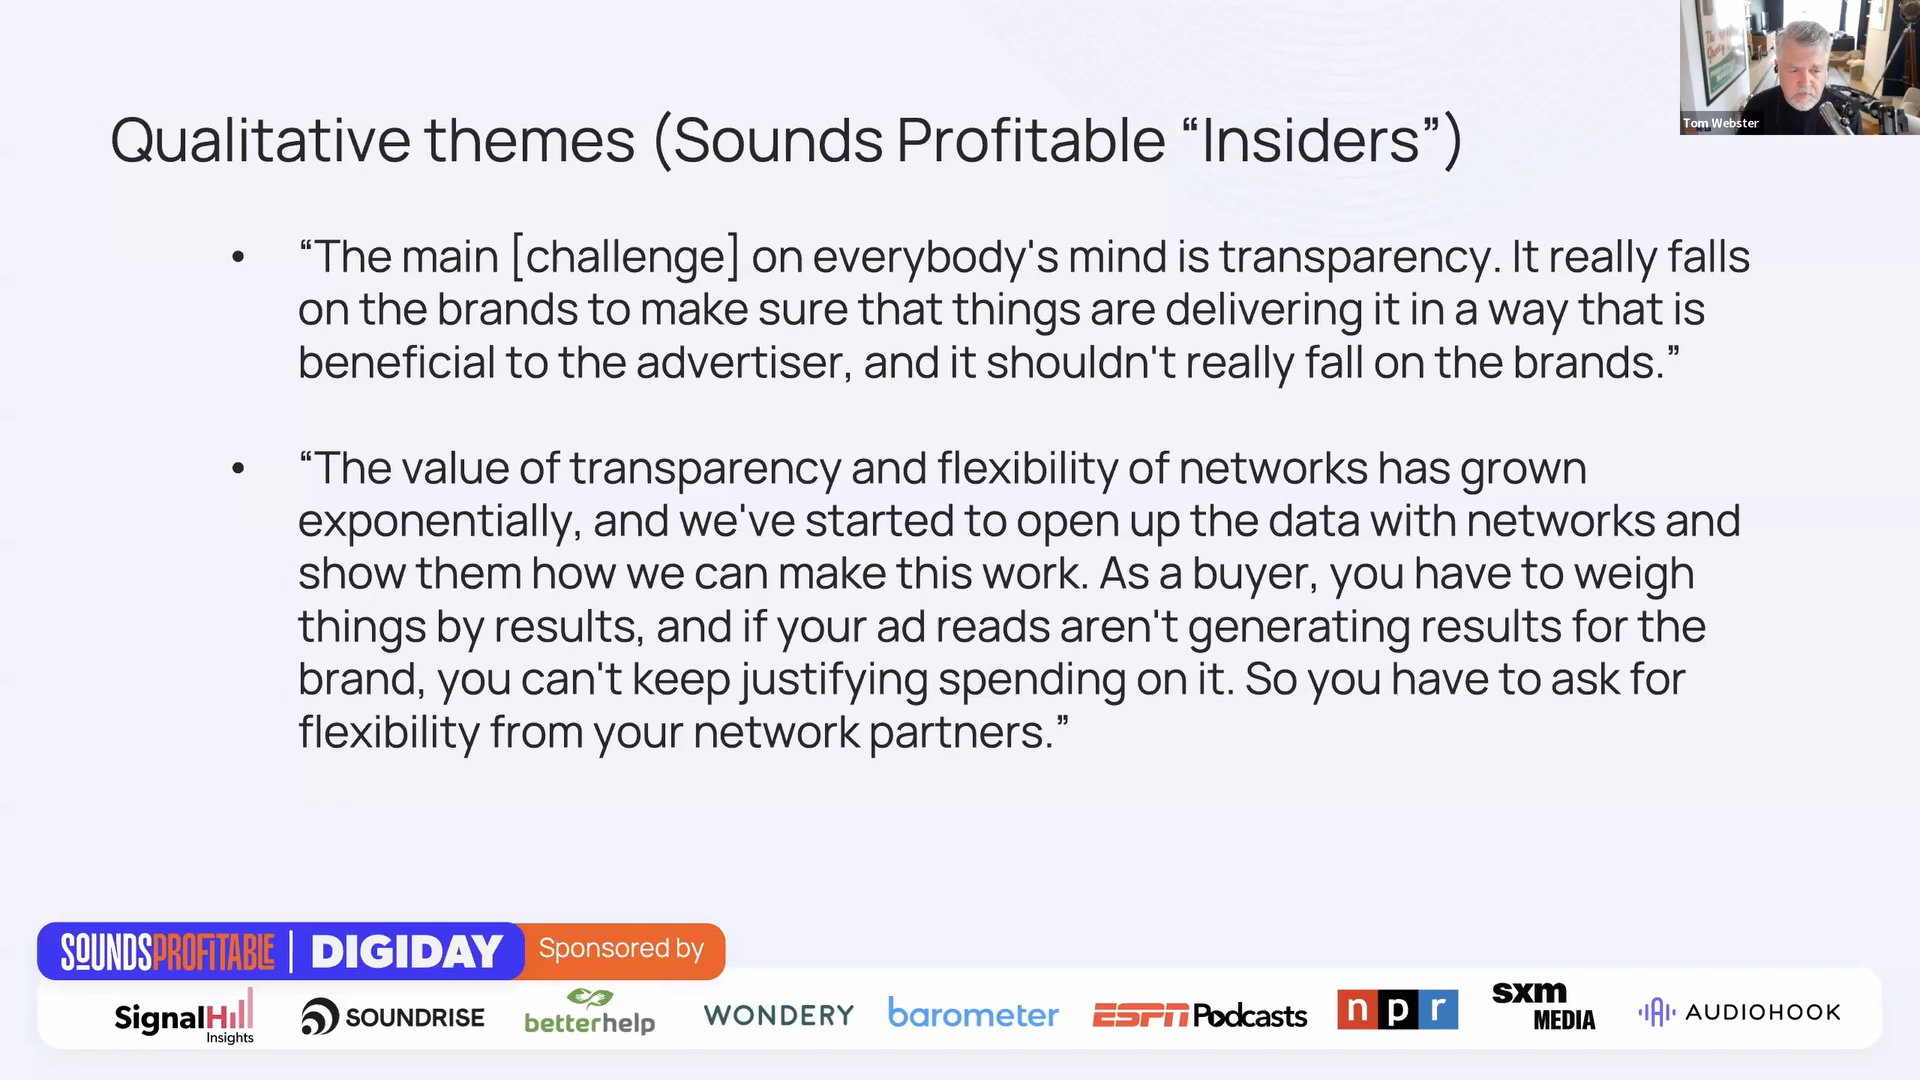 Qualitative themes (Sounds Profitable “Insiders”)
Tom Webster
• “The main [challenge] on everybody's mind is transparency. It really falls
on the brands to make sure that things are delivering it in a way that is
beneficial to the advertiser, and it shouldn't really fall on the brands.”
• “The value of transparency and flexibility of networks has grown
exponentially, and we've started to open up the data with networks and
show them how we can make this work. As a buyer, you have to weigh
things by results, and if your ad reads aren't generating results for the
brand, you can't keep justifying spending on it. So you have to ask for
flexibility from your network partners.”
SOUNDSPROFITABLE | DIGIDAY Sponsored by
SignalHill Insights
SOUNDRISE
betterhelp
WONDERY
barometer
ESPN Podcasts
npr
sxm MEDIA
AUDIOHOOK